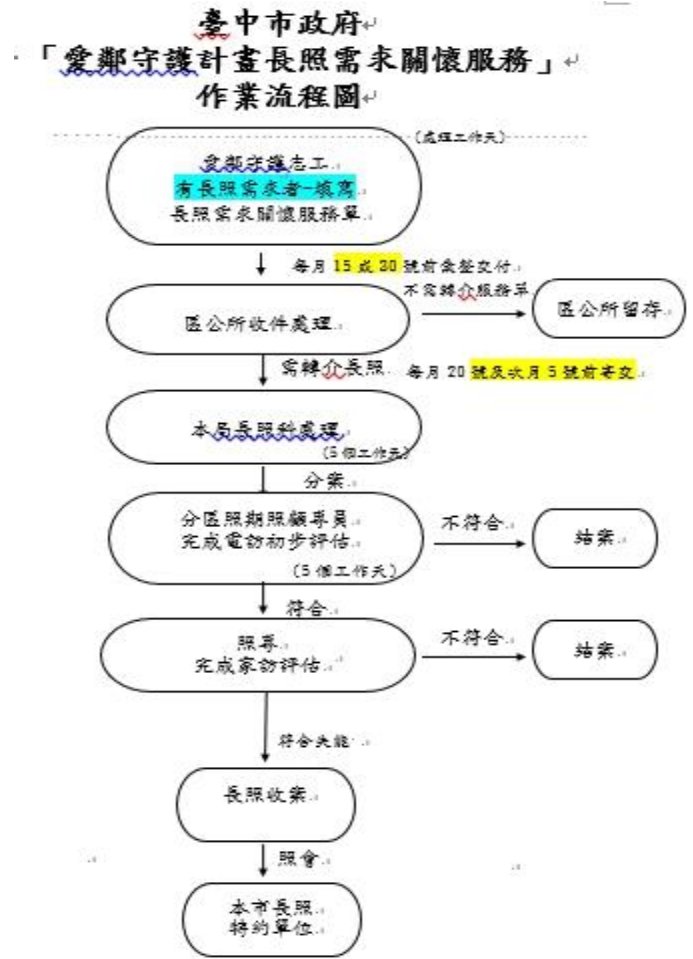 臺中市政府
「愛鄰守護計畫長照需求關懷服務」
作業流程圖
(處理工作天)
愛鄰守護志工
有長照需求者-填寫
長照需求關懷服務單
每月 15 或 30 號前彙整交付
不需轉介服務單
區公所收件處理
區公所留存
需轉介長照
每月 20 號及次月 5 號前寄交
本局長照科處理
(5 個工作天)
分案
分區照期照顧專員
完成電訪初步評估
(5 個工作天)
不符合
結案
符合
照專
完成家訪評估
不符合
結案
符合失能
長照收案
照會
本市長照
特約單位